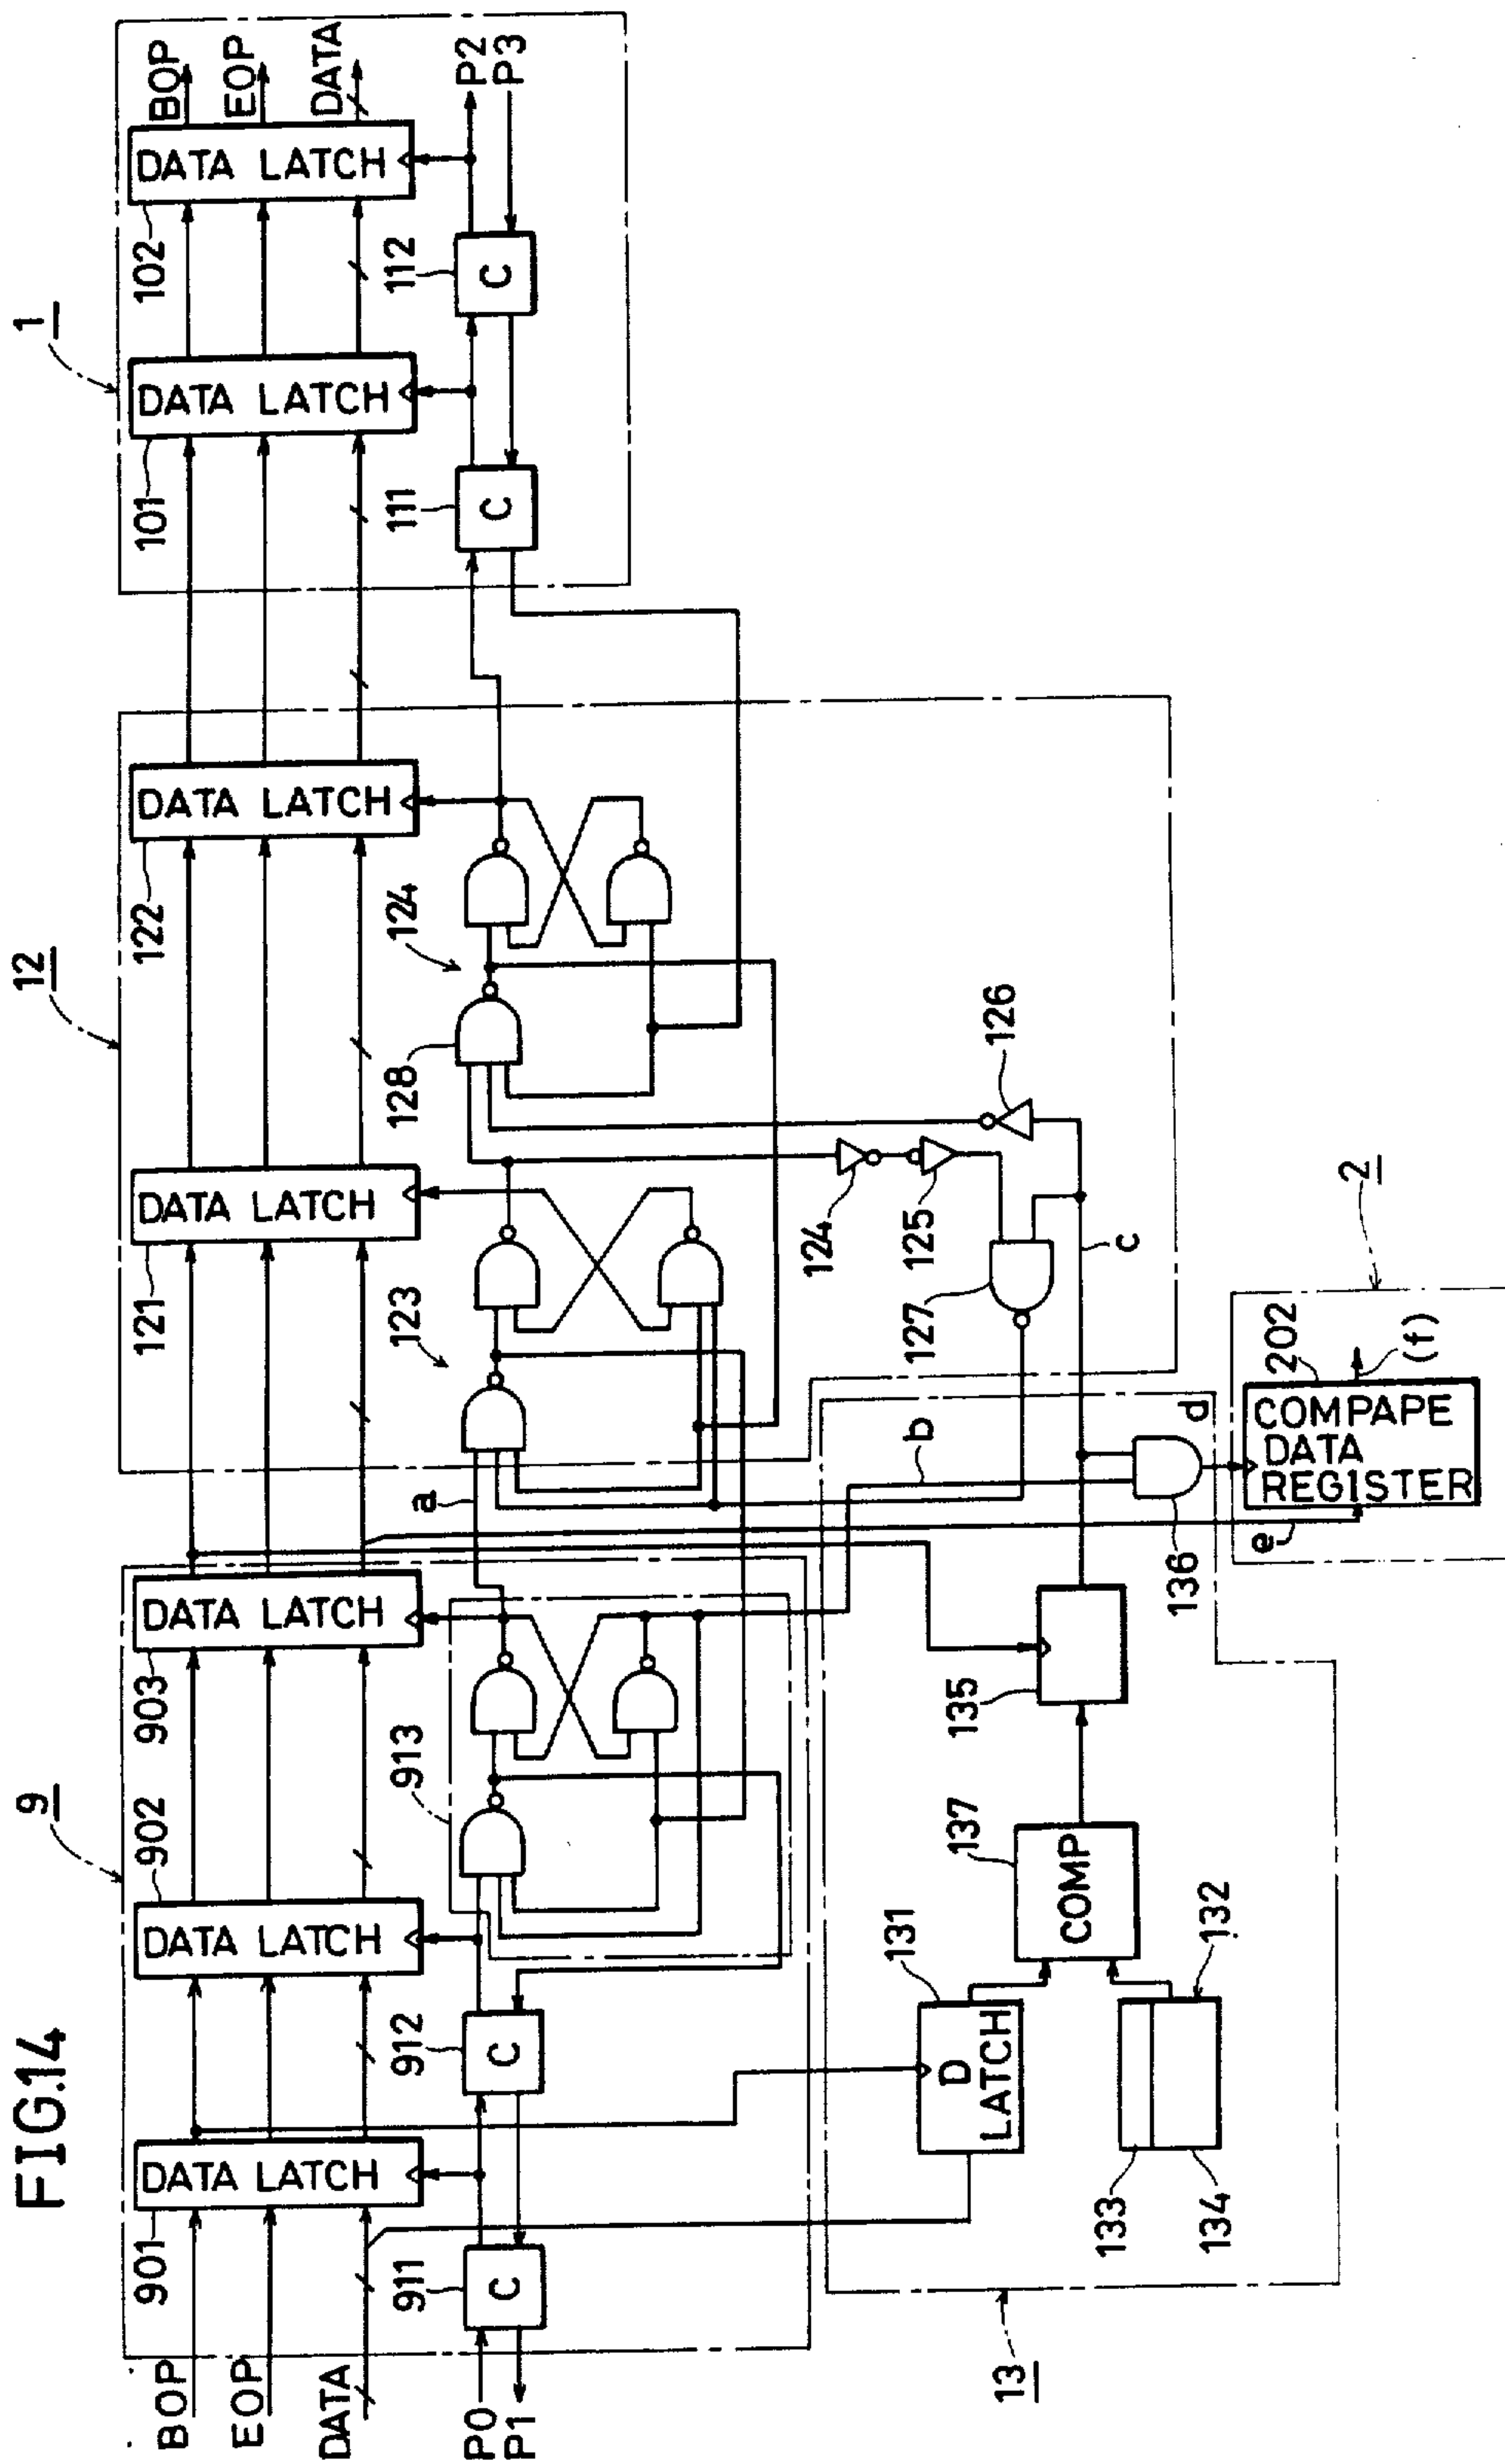 FIG.14
9
12
1
901
902
903
121
122
101
102
BOP
EOP
DATA
DATA LATCH
DATA LATCH
DATA LATCH
DATA LATCH
DATA LATCH
DATA LATCH
DATA LATCH
BOP
EOP
DATA
P0
P1
911
C
912
C
913
a
123
128
124
111
C
112
C
P2
P3
13
131
D
LATCH
133
134
132
137
COMP
135
136
b
127
124
125
126
c
d
e
2
202
COMPAPE
DATA
REGISTER
(f)